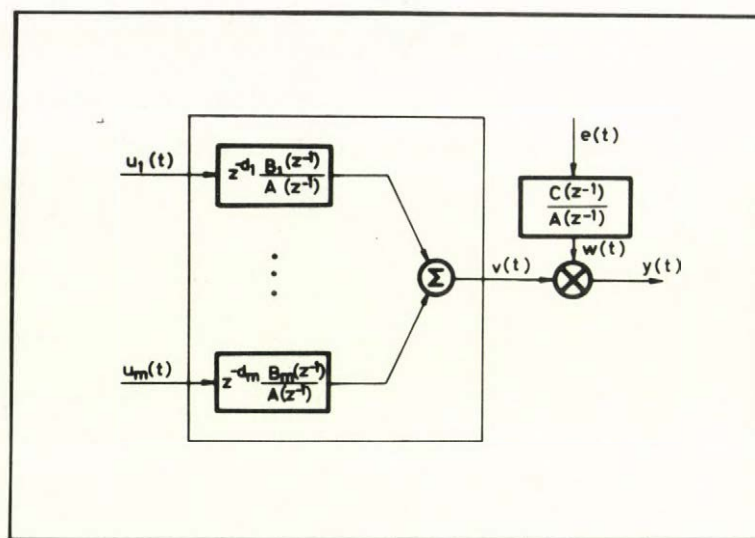 e(t)
u₁(t)
z⁻ᵈ¹ B₁(z⁻¹)
A (z⁻¹)
C(z⁻¹)
A(z⁻¹)
w(t)
Σ
v(t)
y(t)
uₘ(t)
z⁻ᵈᵐ Bₘ(z⁻¹)
A(z⁻¹)